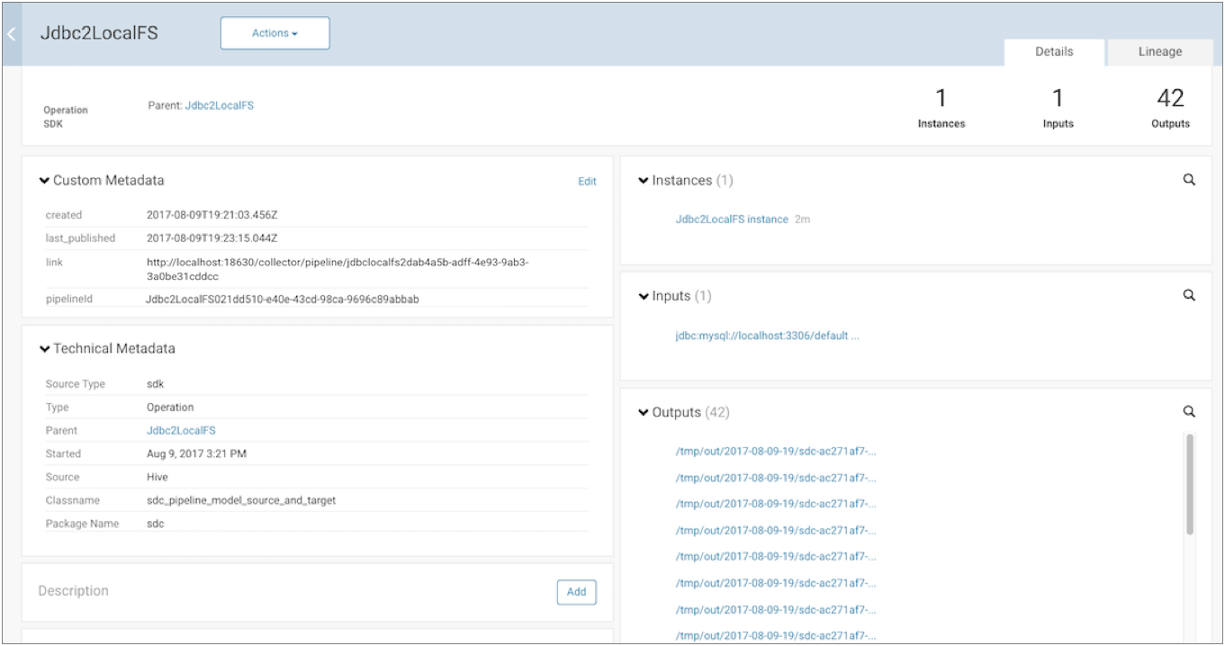 Jdbc2LocalFS
Actions
Details
Lineage
Operation
SDK
Parent: Jdbc2LocalFS
1
Instances
1
Inputs
42
Outputs
Custom Metadata
Edit
created 2017-08-09T19:21:03.456Z
last_published 2017-08-09T19:23:15.044Z
link http://localhost:18630/collector/pipeline/jdbclocalfs2dab4a5b-adff-4e93-9ab3-
3a0be31cddcc
pipelineId Jdbc2LocalFS021dd510-e40e-43cd-98ca-9696c89abbab
Technical Metadata
Source Type sdk
Type Operation
Parent Jdbc2LocalFS
Started Aug 9, 2017 3:21 PM
Source Hive
Classname sdc_pipeline_model_source_and_target
Package Name sdc
Description
Add
Instances (1)
Jdbc2LocalFS instance 2m
Inputs (1)
jdbc:mysql://localhost:3306/default ...
Outputs (42)
/tmp/out/2017-08-09-19/sdc-ac271af7-...
/tmp/out/2017-08-09-19/sdc-ac271af7-...
/tmp/out/2017-08-09-19/sdc-ac271af7-...
/tmp/out/2017-08-09-19/sdc-ac271af7-...
/tmp/out/2017-08-09-19/sdc-ac271af7-...
/tmp/out/2017-08-09-19/sdc-ac271af7-...
/tmp/out/2017-08-09-19/sdc-ac271af7-...
/tmp/out/2017-08-09-19/sdc-ac271af7-...